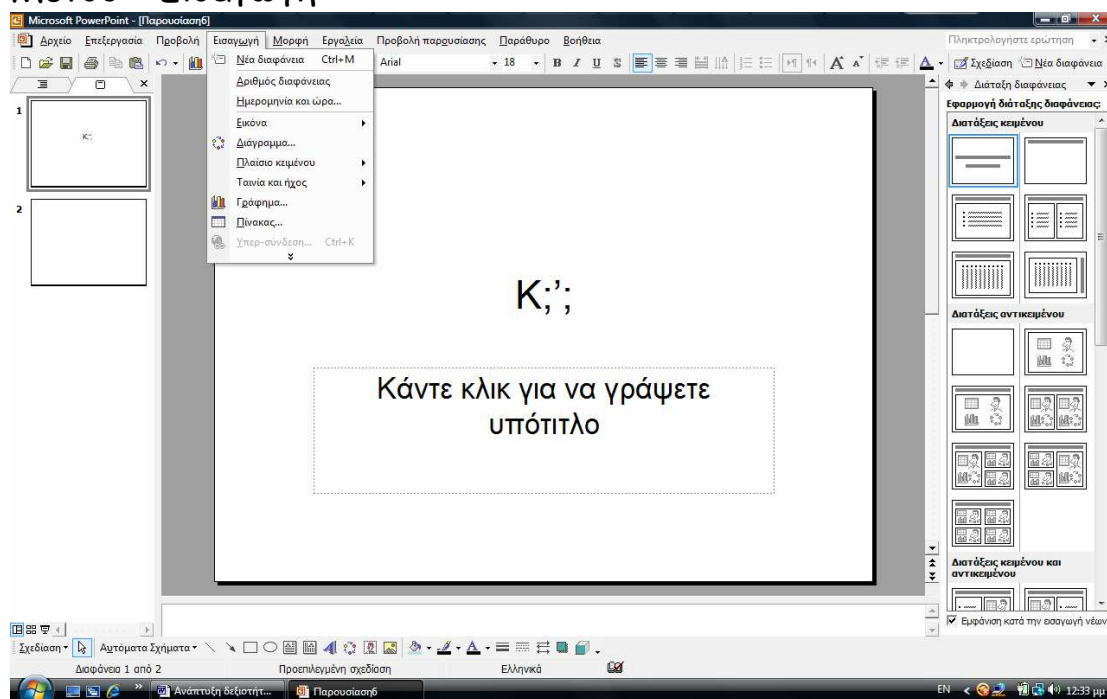 Microsoft PowerPoint - [Παρουσίαση6]
Αρχείο Επεξεργασία Προβολή Εισαγωγή Μορφή Εργαλεία Προβολή παρουσίασης Παράθυρο Βοήθεια
Πληκτρολογήστε ερώτηση
Arial 18 B I U S
Σχεδίαση Νέα διαφάνεια
Νέα διαφάνεια Ctrl+M
Αριθμός διαφάνειας
Ημερομηνία και ώρα...
Εικόνα
Διάγραμμα...
Πλαίσιο κειμένου
Ταινία και ήχος
Γράφημα...
Πίνακας...
Υπερ-σύνδεση... Ctrl+K
1
Κ;';
2
Κ;';
Κάντε κλικ για να γράψετε
υπότιτλο
Διάταξη διαφάνειας
Εφαρμογή διάταξης διαφάνειας:
Διατάξεις κειμένου
Διατάξεις αντικειμένου
Διατάξεις κειμένου και
αντικειμένου
Εμφάνιση κατά την εισαγωγή νέων
Σχεδίαση Αυτόματα Σχήματα
Διαφάνεια 1 από 2 Προεπιλεγμένη σχεδίαση Ελληνικά
Ανάπτυξη δεξιοτήτ... Παρουσίαση6 EN 12:33 μμ